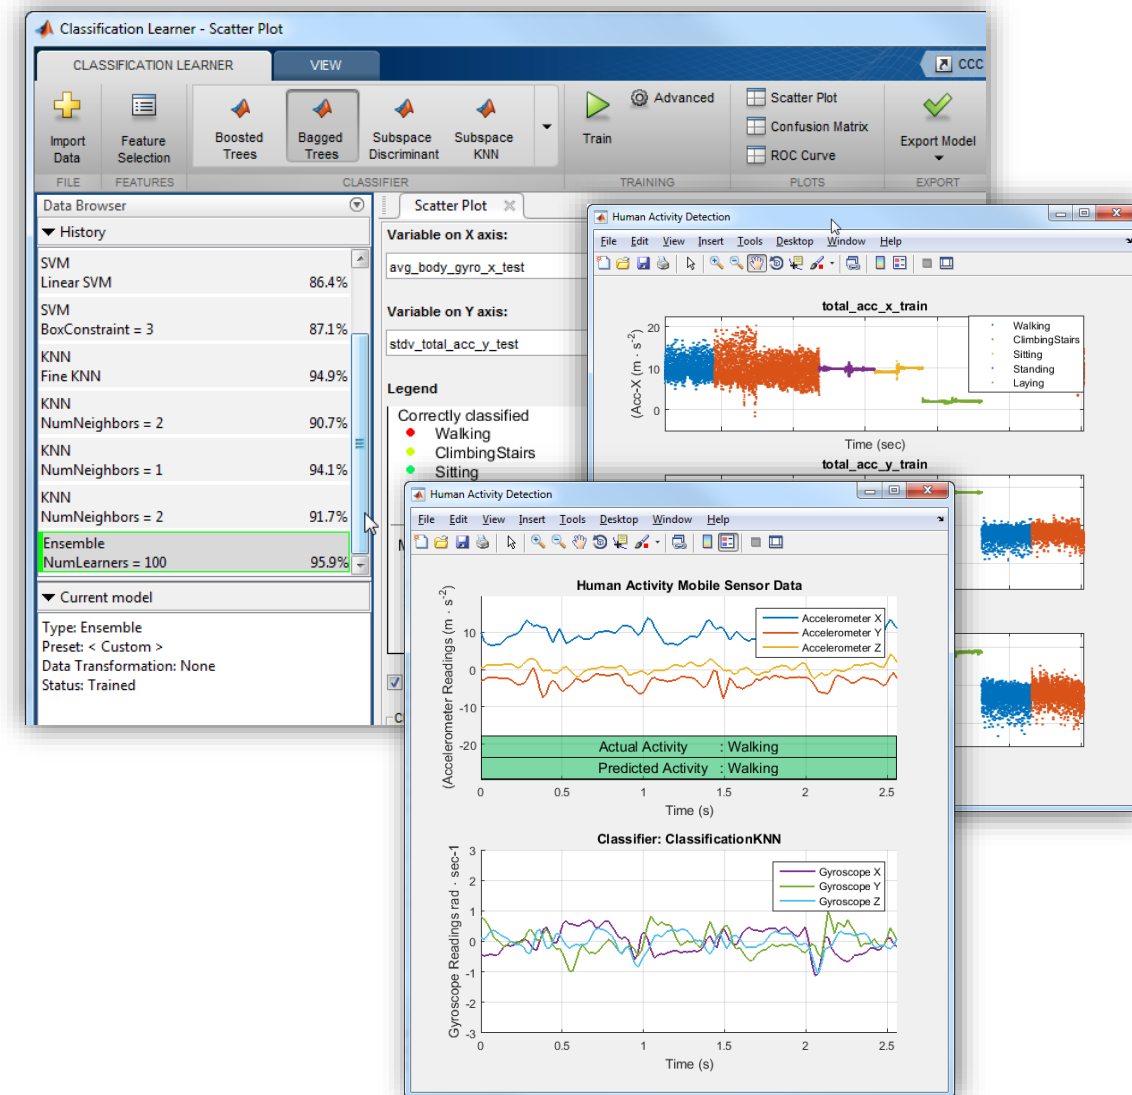 Classification Learner - Scatter Plot
CLASSIFICATION LEARNER
VIEW
CCC
Import Data
Feature Selection
Boosted Trees
Bagged Trees
Subspace Discriminant
Subspace KNN
Train
Advanced
Scatter Plot
Confusion Matrix
ROC Curve
Export Model
FILE
FEATURES
CLASSIFIER
TRAINING
PLOTS
EXPORT
Data Browser
History
SVM
Linear SVM 86.4%
SVM
BoxConstraint = 3 87.1%
KNN
Fine KNN 94.9%
KNN
NumNeighbors = 2 90.7%
KNN
NumNeighbors = 1 94.1%
KNN
NumNeighbors = 2 91.7%
Ensemble
NumLearners = 100 95.9%
Current model
Type: Ensemble
Preset: < Custom >
Data Transformation: None
Status: Trained
Scatter Plot
Variable on X axis:
avg_body_gyro_x_test
Variable on Y axis:
stdv_total_acc_y_test
Legend
Correctly classified
Walking
ClimbingStairs
Sitting
Human Activity Detection
File Edit View Insert Tools Desktop Window Help
total_acc_x_train
(Acc-X (m · s-2)
20
10
0
Walking
ClimbingStairs
Sitting
Standing
Laying
Time (sec)
total_acc_y_train
Human Activity Detection
File Edit View Insert Tools Desktop Window Help
Human Activity Mobile Sensor Data
(Accelerometer Readings (m · s-2)
10
0
-10
-20
Accelerometer X
Accelerometer Y
Accelerometer Z
Actual Activity : Walking
Predicted Activity : Walking
0 0.5 1 1.5 2 2.5
Time (s)
Classifier: ClassificationKNN
Gyroscope Readings rad · sec-1
3
2
1
0
-1
-2
-3
Gyroscope X
Gyroscope Y
Gyroscope Z
0 0.5 1 1.5 2 2.5
Time (s)